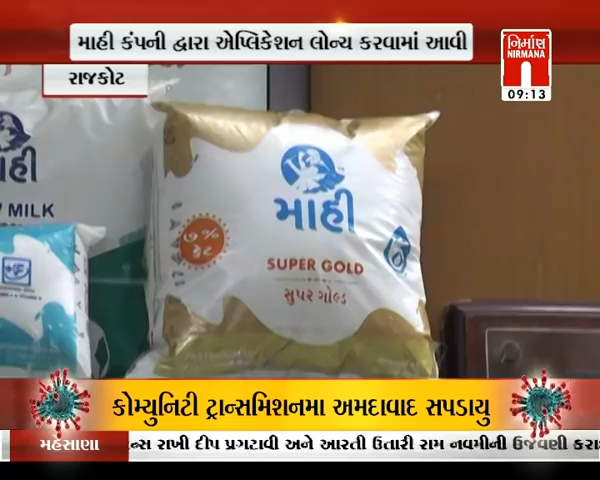 માહી કંપની દ્વારા એપ્લિકેશન લોન્ચ કરવામાં આવી
રાજકોટ
નિર્માણ
NIRMANA
09:13
માહી
MILK
માહી
૭%
ફેટ
SUPER GOLD
સુપર ગોલ્ડ
કોમ્યુનિટી ટ્રાન્સમિશનમા અમદાવાદ સપડાયુ
મહેસાણા
રાખી દીપ પ્રગટાવી અને આરતી ઉતારી રામ નવમીની ઉજવણી